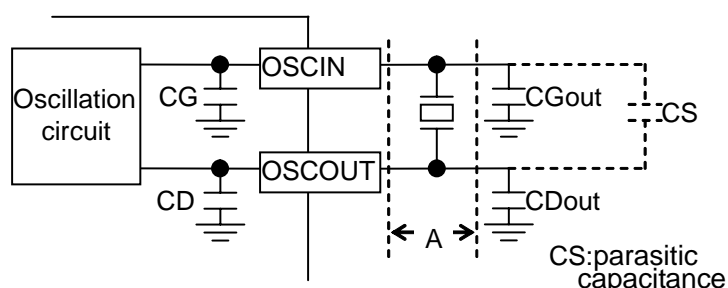 OSCIN
CG
CGout
Oscillation
circuit
CS
OSCOUT
CD
CDout
A
CS:parasitic
capacitance